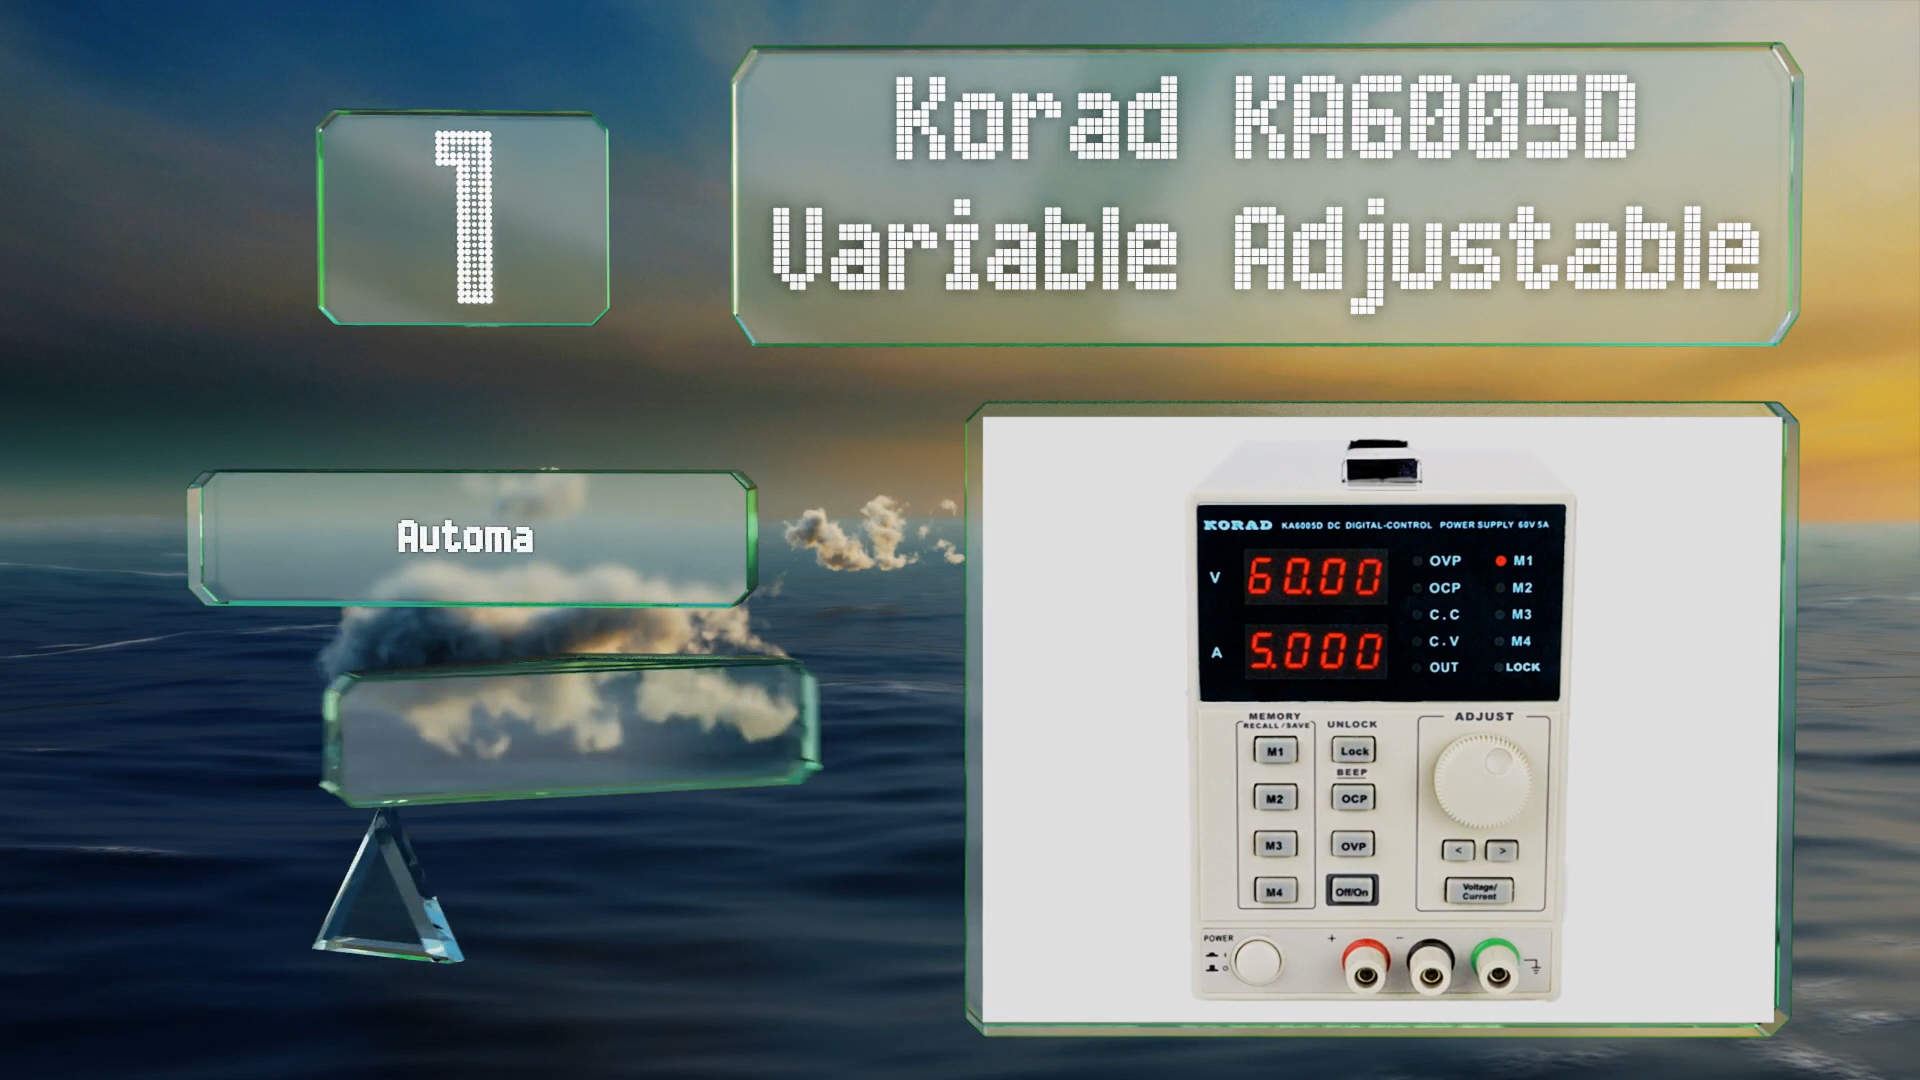 1
Korad KA6005D
Variable Adjustable
Automa
KORAD KA6005D DC DIGITAL-CONTROL POWER SUPPLY 60V 5A
V 60.00
A 5.000
OVP M1
OCP M2
C.C M3
C.V M4
OUT LOCK
MEMORY
RECALL/SAVE
UNLOCK
ADJUST
M1 Lock
BEEP
M2 OCP
M3 OVP
< >
M4 Off/On
Voltage/
Current
POWER
+ −
I
O